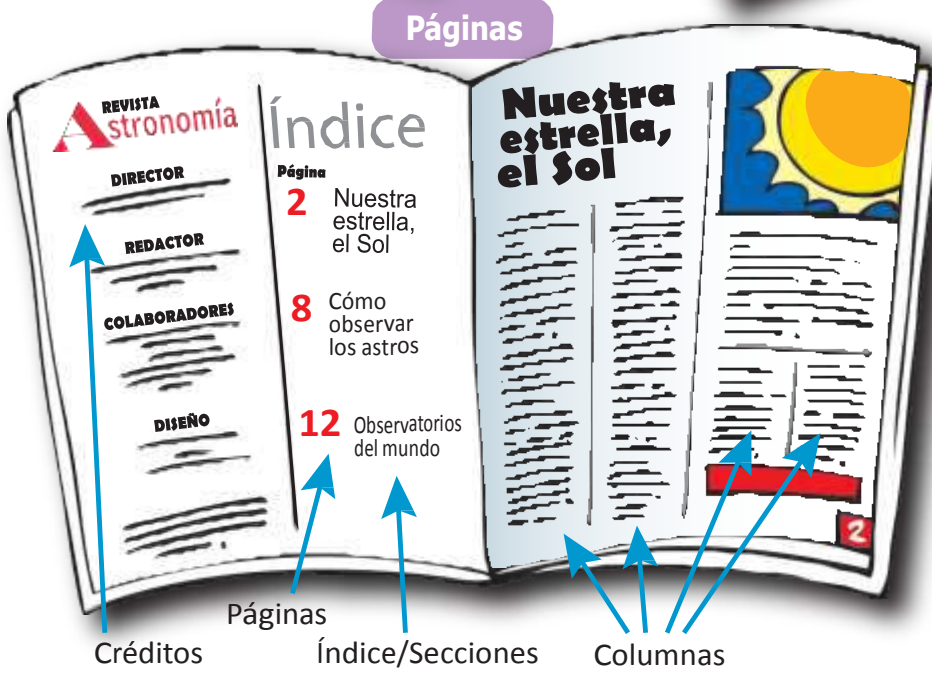 Páginas
REVISTA
Astronomía
DIRECTOR
REDACTOR
COLABORADORES
DISEÑO
Índice
Página
2 Nuestra
estrella,
el Sol
8 Cómo
observar
los astros
12 Observatorios
del mundo
Nuestra
estrella,
el Sol
2
Créditos
Páginas
Índice/Secciones
Columnas